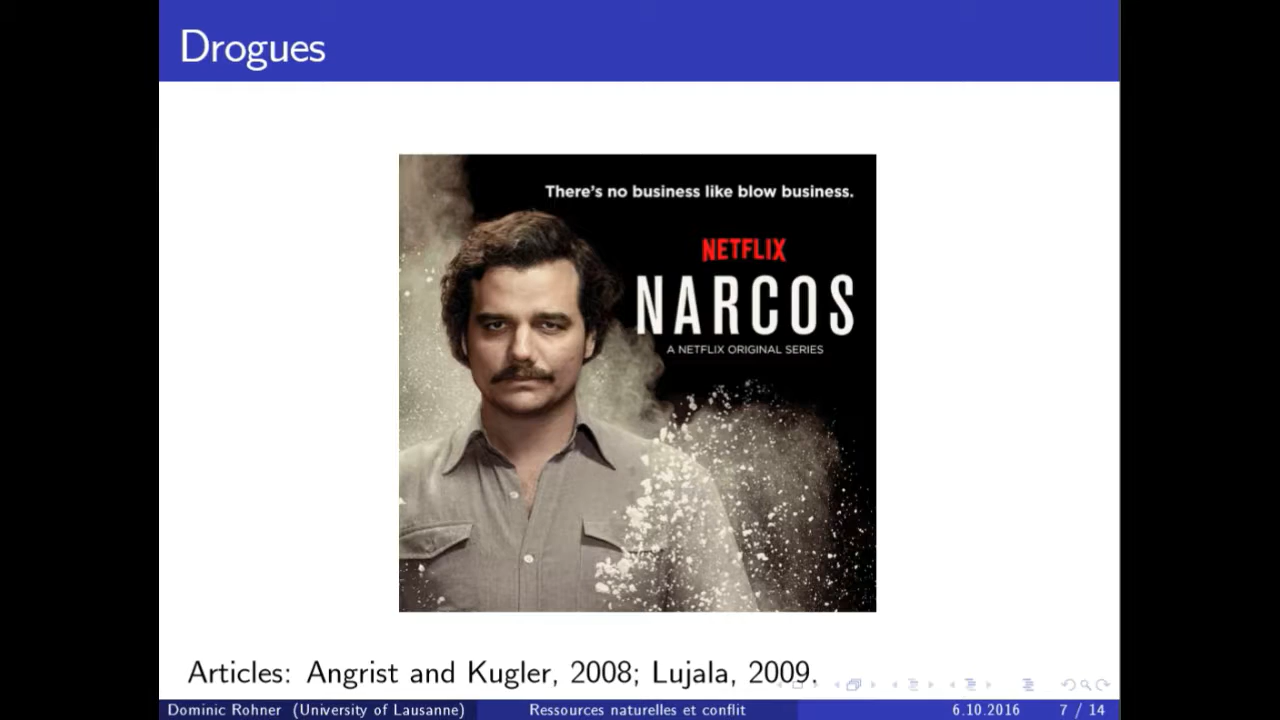 Drogues
There's no business like blow business.
NETFLIX
NARCOS
A NETFLIX ORIGINAL SERIES
Articles: Angrist and Kugler, 2008; Lujala, 2009.
Dominic Rohner (University of Lausanne) Ressources naturelles et conflit 6.10.2016 7 / 14